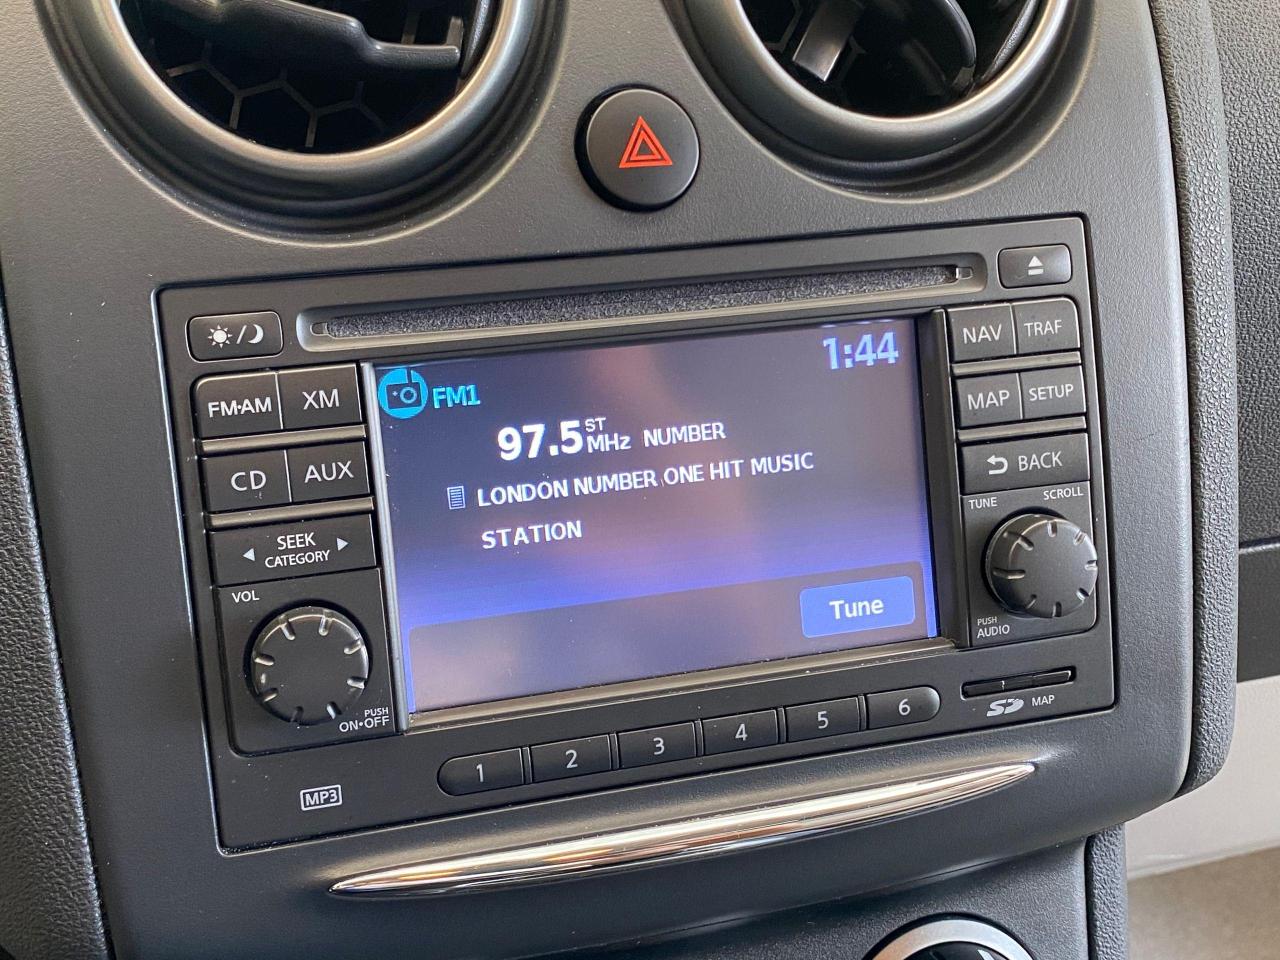 NAV
TRAF
1:44
FM•AM
XM
FM1
MAP
SETUP
97.5 ST MHz NUMBER
CD
AUX
LONDON NUMBER ONE HIT MUSIC
STATION
BACK
TUNE
SCROLL
SEEK
CATEGORY
VOL
Tune
PUSH
AUDIO
PUSH
ON•OFF
SD
MAP
1
2
3
4
5
6
MP3